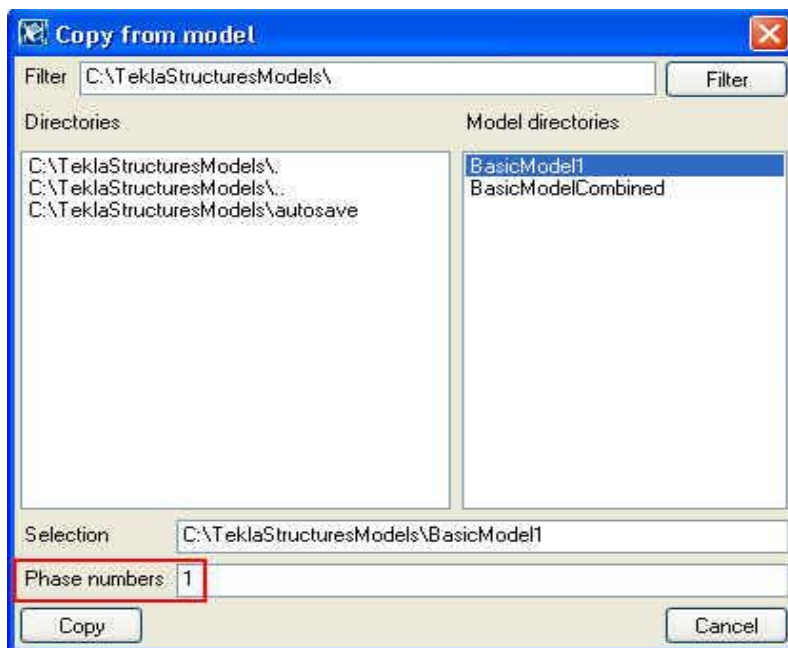 Copy from model
Filter C:\TeklaStructuresModels\ Filter
Directories Model directories
C:\TeklaStructuresModels\.
C:\TeklaStructuresModels\..
C:\TeklaStructuresModels\autosave
BasicModel1
BasicModelCombined
Selection C:\TeklaStructuresModels\BasicModel1
Phase numbers 1
Copy Cancel